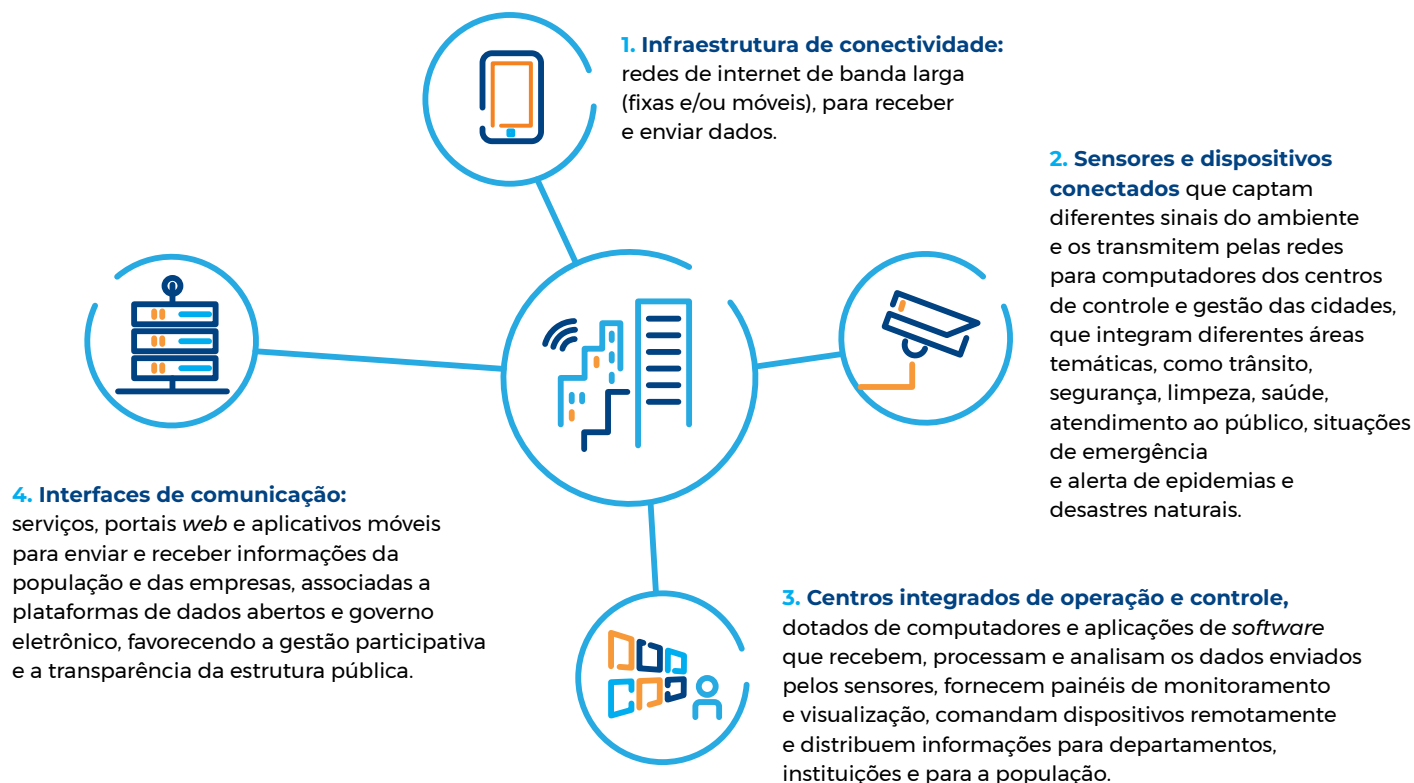 1. Infraestrutura de conectividade:
redes de internet de banda larga
(fixas e/ou móveis), para receber
e enviar dados.
2. Sensores e dispositivos
conectados que captam
diferentes sinais do ambiente
e os transmitem pelas redes
para computadores dos centros
de controle e gestão das cidades,
que integram diferentes áreas
temáticas, como trânsito,
segurança, limpeza, saúde,
atendimento ao público, situações
de emergência
e alerta de epidemias e
desastres naturais.
3. Centros integrados de operação e controle,
dotados de computadores e aplicações de software
que recebem, processam e analisam os dados enviados
pelos sensores, fornecem painéis de monitoramento
e visualização, comandam dispositivos remotamente
e distribuem informações para departamentos,
instituições e para a população.
4. Interfaces de comunicação:
serviços, portais web e aplicativos móveis
para enviar e receber informações da
população e das empresas, associadas a
plataformas de dados abertos e governo
eletrônico, favorecendo a gestão participativa
e a transparência da estrutura pública.